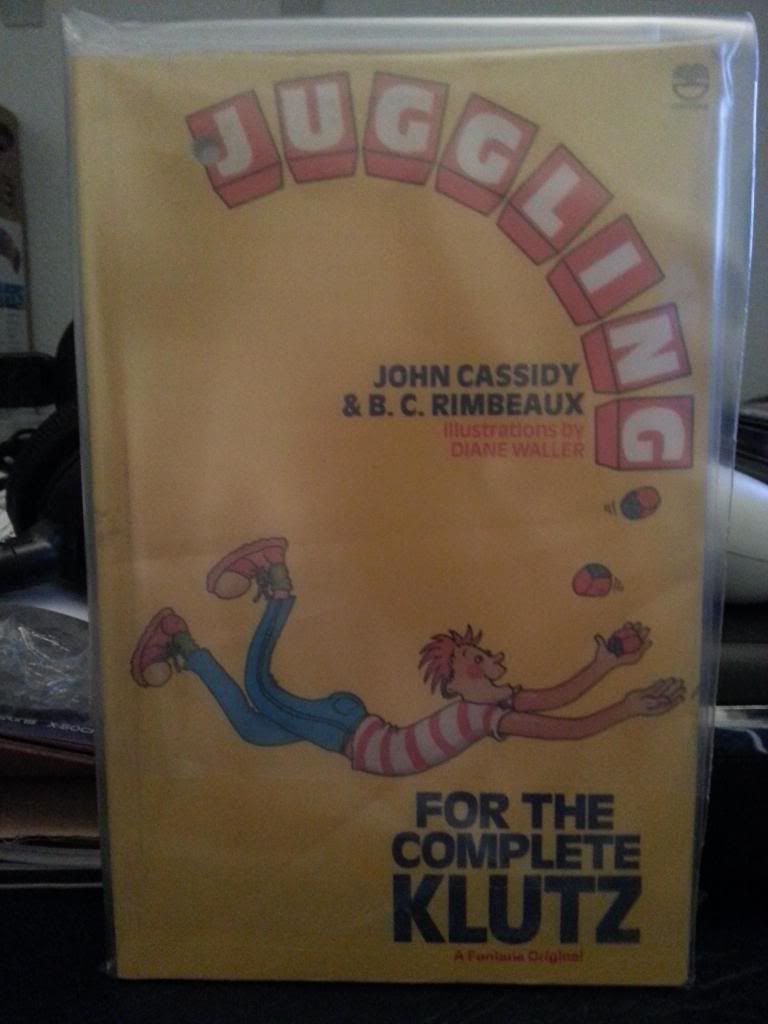 JUGGLING
JOHN CASSIDY
& B. C. RIMBEAUX
illustrations by
DIANE WALLER
FOR THE
COMPLETE
KLUTZ
A Fontana Original